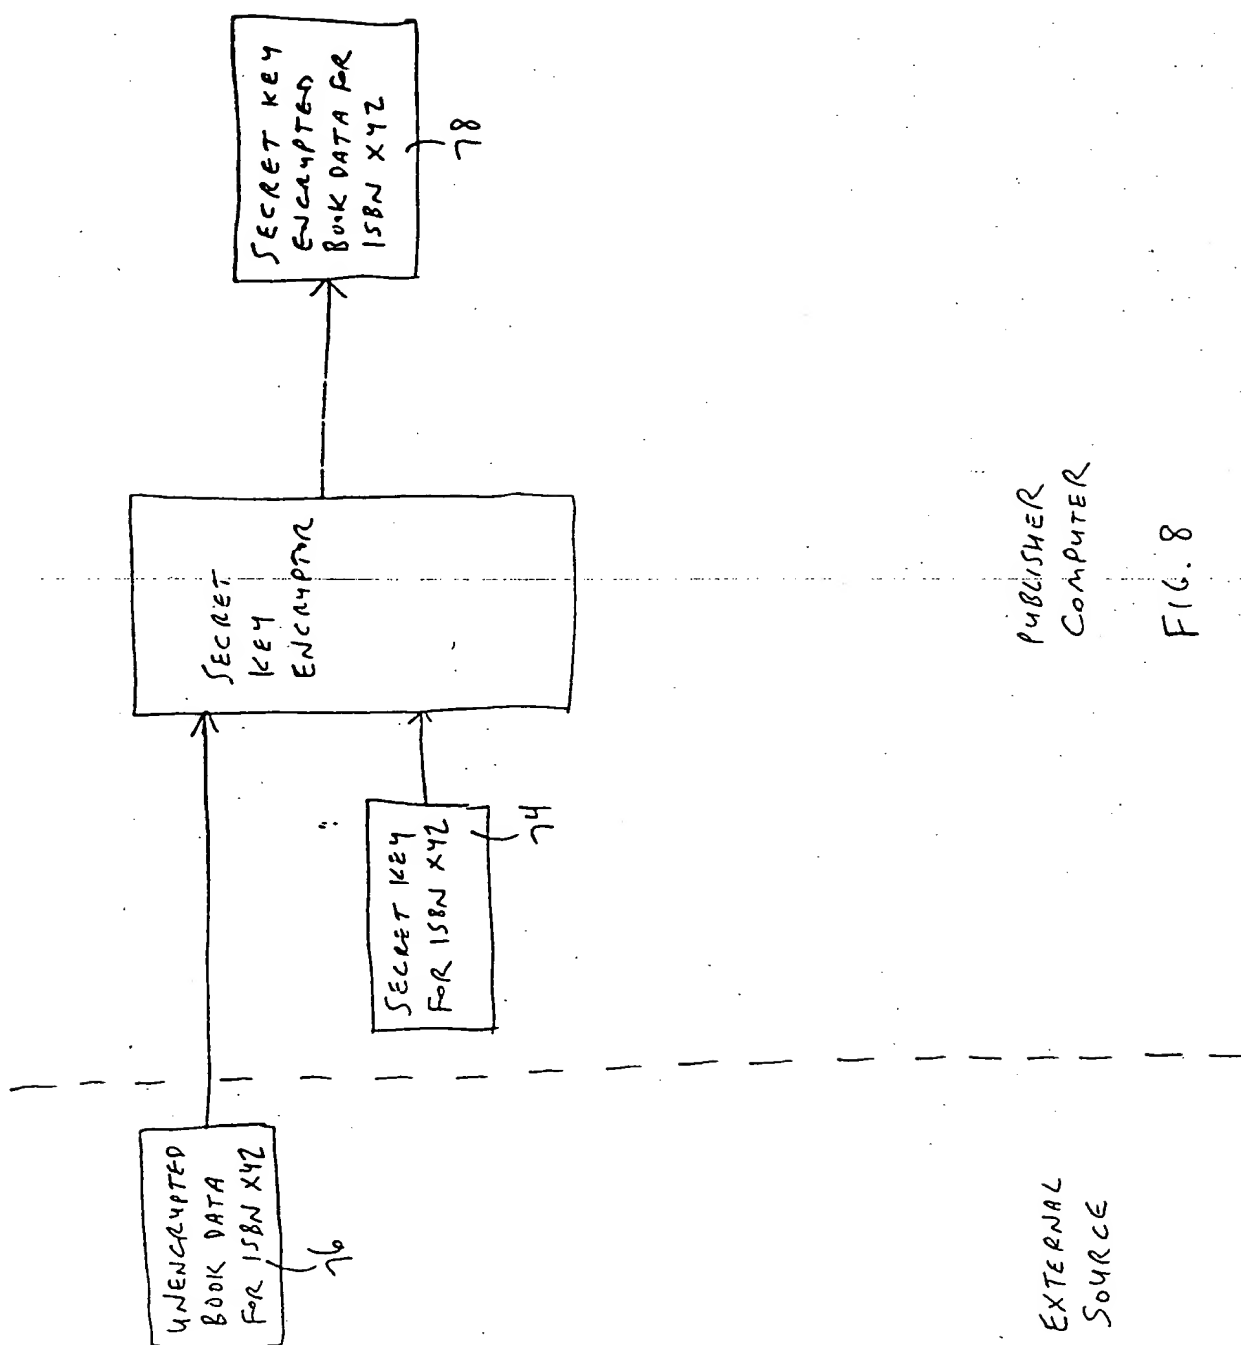 UNENCRYPTED
BOOK DATA
FOR ISBN XYZ
76
SECRET KEY
FOR ISBN XYZ
74
SECRET
KEY
ENCRYPTOR
SECRET KEY
ENCRYPTED
BOOK DATA FOR
ISBN XYZ
78
EXTERNAL
SOURCE
PUBLISHER
COMPUTER
FIG. 8